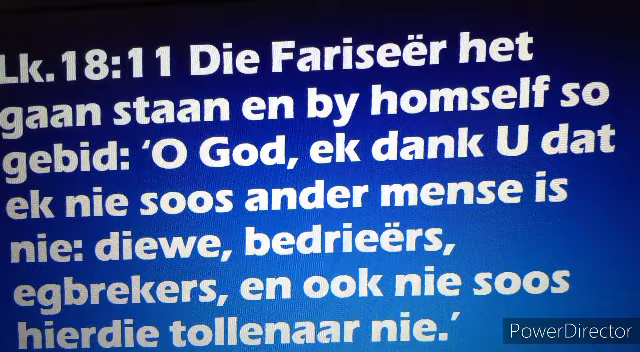 Lk.18:11 Die Fariseër het
gaan staan en by homself so
gebid: ‘O God, ek dank U dat
ek nie soos ander mense is
nie: diewe, bedrieërs,
egbrekers, en ook nie soos
hierdie tollenaar nie.’
PowerDirector